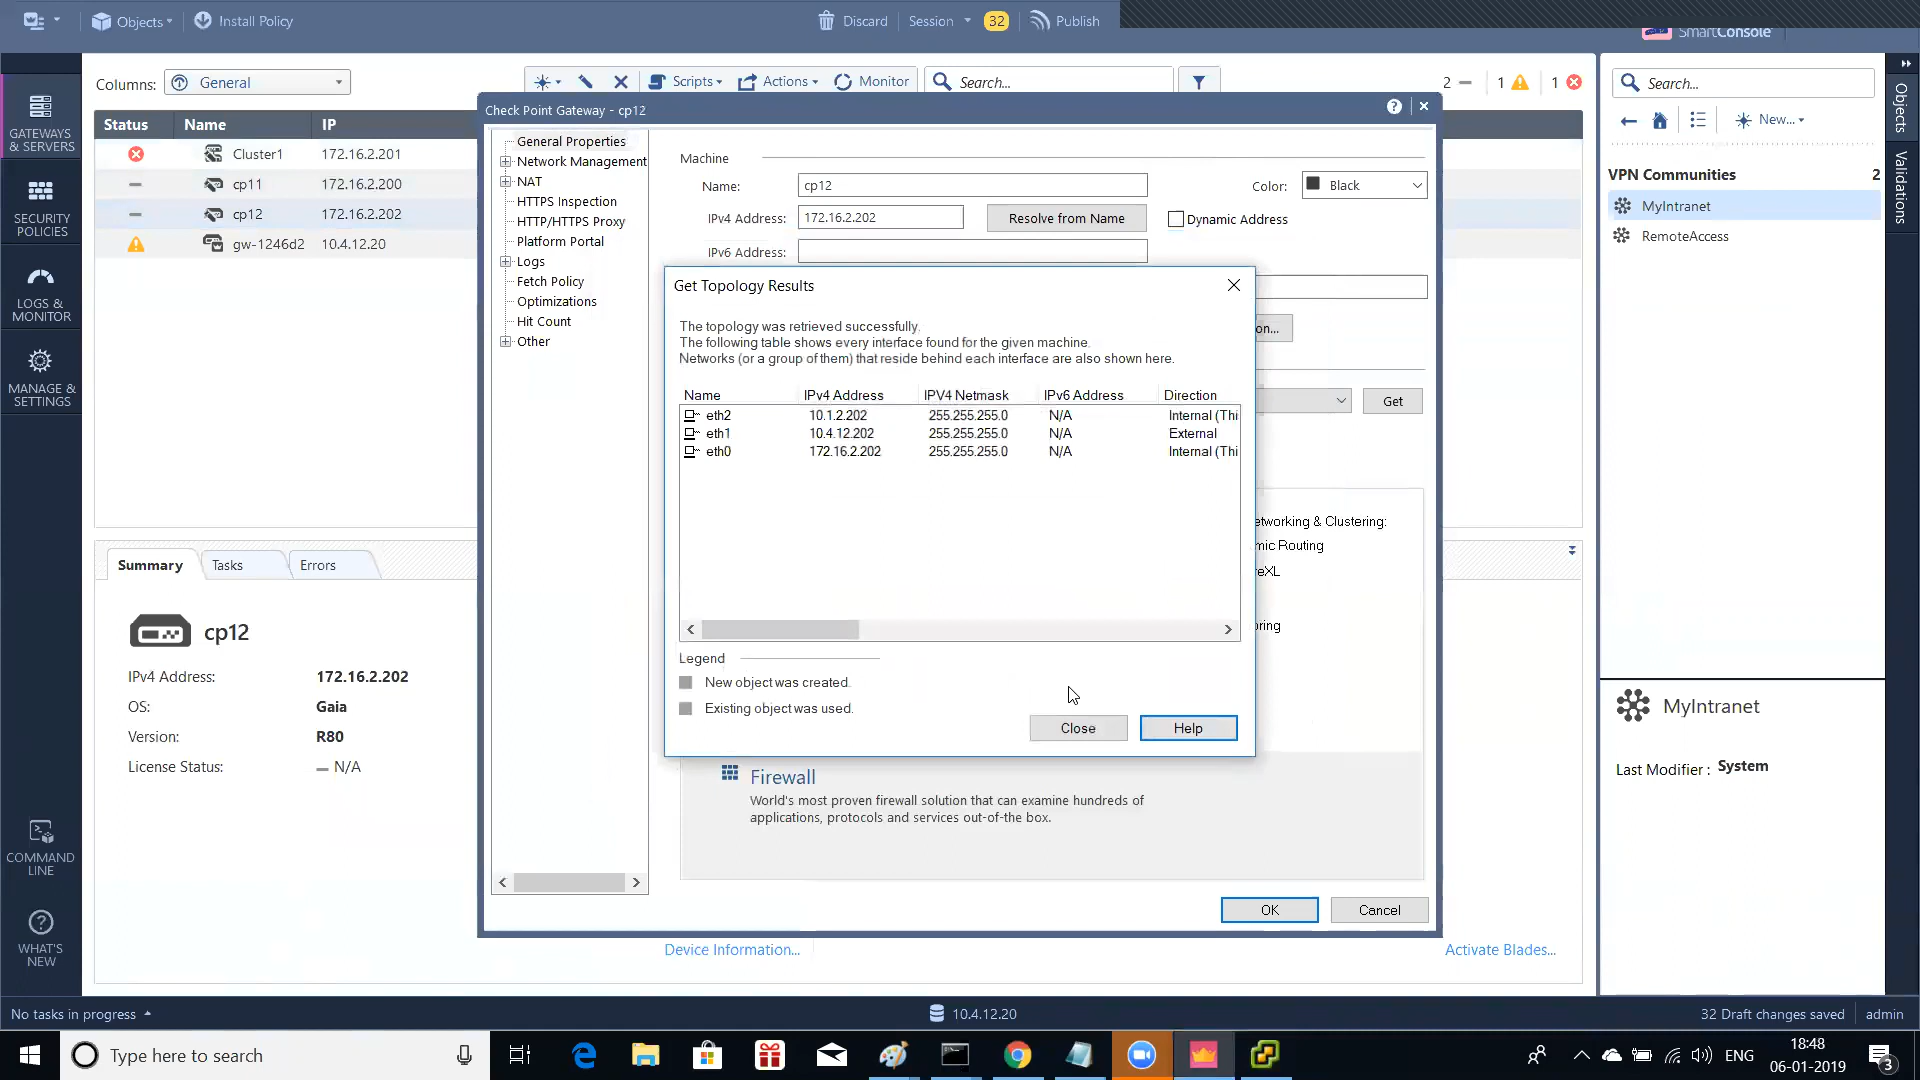 Objects
Install Policy
Discard
Session
32
Publish
SmartConsole
Columns:
General
Scripts
Actions
Monitor
Search...
2
1
1
Status
Name
IP
Cluster1 172.16.2.201
cp11 172.16.2.200
cp12 172.16.2.202
gw-1246d2 10.4.12.20
GATEWAYS
& SERVERS
SECURITY
POLICIES
LOGS &
MONITOR
MANAGE &
SETTINGS
COMMAND
LINE
WHAT'S
NEW
Check Point Gateway - cp12
General Properties
Network Management
NAT
HTTPS Inspection
HTTP/HTTPS Proxy
Platform Portal
Logs
Fetch Policy
Optimizations
Hit Count
Other
Machine
Name: cp12
Color: Black
IPv4 Address: 172.16.2.202
Resolve from Name
Dynamic Address
IPv6 Address:
on...
Get
etworking & Clustering:
mic Routing
reXL
oring
Get Topology Results
The topology was retrieved successfully.
The following table shows every interface found for the given machine.
Networks (or a group of them) that reside behind each interface are also shown here.
Name IPv4 Address IPV4 Netmask IPv6 Address Direction
eth2 10.1.2.202 255.255.255.0 N/A Internal (Thi
eth1 10.4.12.202 255.255.255.0 N/A External
eth0 172.16.2.202 255.255.255.0 N/A Internal (Thi
Legend
New object was created.
Existing object was used.
Close
Help
Firewall
World's most proven firewall solution that can examine hundreds of
applications, protocols and services out-of-the box.
OK
Cancel
Summary
Tasks
Errors
cp12
IPv4 Address: 172.16.2.202
OS: Gaia
Version: R80
License Status: N/A
Device Information...
Activate Blades...
Search...
New...
VPN Communities 2
MyIntranet
RemoteAccess
Objects
Validations
MyIntranet
Last Modifier : System
No tasks in progress
10.4.12.20
32 Draft changes saved
admin
Type here to search
ENG
18:48
06-01-2019
3